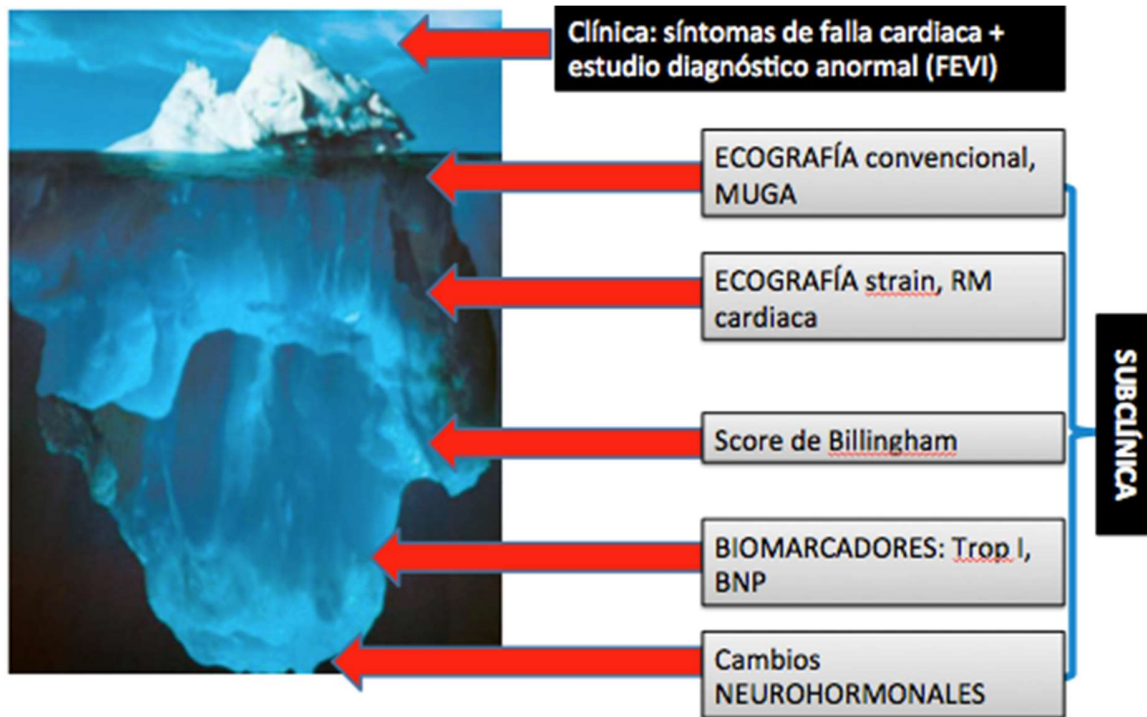 Clínica: síntomas de falla cardiaca +
estudio diagnóstico anormal (FEVI)
ECOGRAFÍA convencional,
MUGA
ECOGRAFÍA strain, RM
cardiaca
Score de Billingham
BIOMARCADORES: Trop I,
BNP
Cambios
NEUROHORMONALES
SUBCLÍNICA